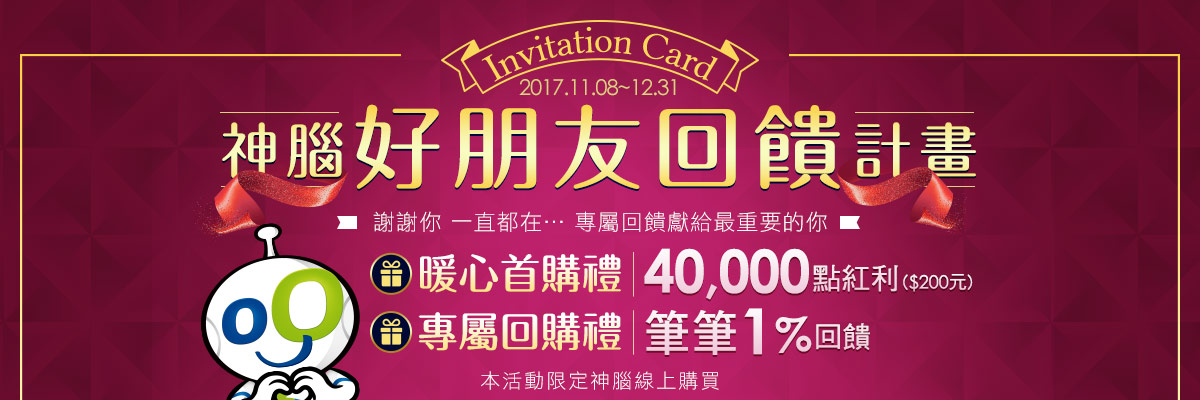 Invitation Card
2017.11.08~12.31
神腦好朋友回饋計畫
謝謝你 一直都在… 專屬回饋獻給最重要的你
暖心首購禮 40,000點紅利($200元)
專屬回購禮 筆筆1%回饋
本活動限定神腦線上購買